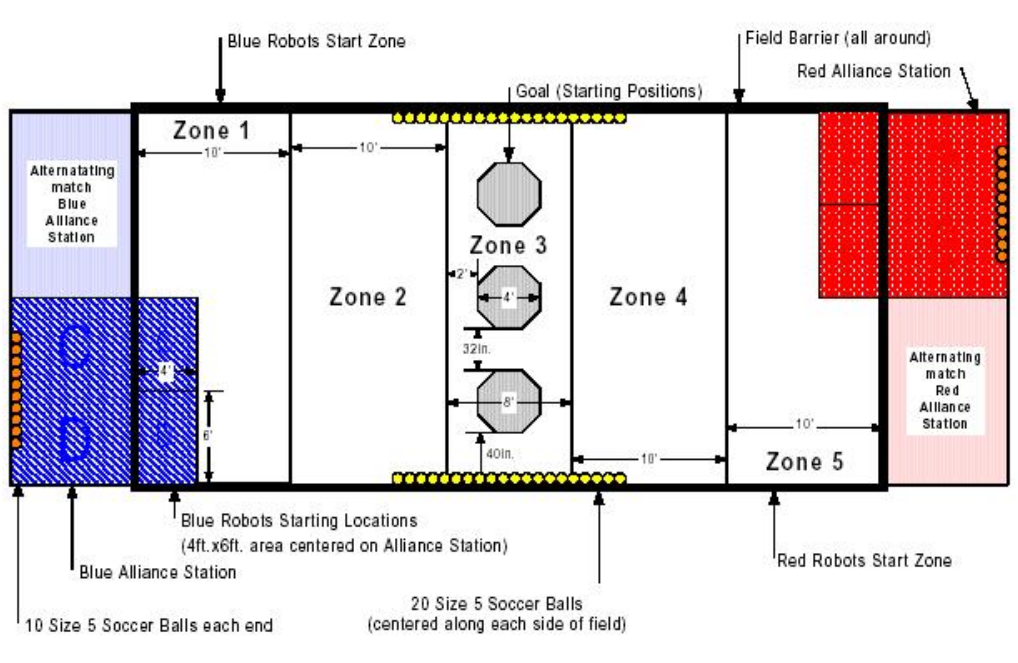 Blue Robots Start Zone
Field Barrier (all around)
Red Alliance Station
Goal (Starting Positions)
Zone 1
10'
10'
Alternatating
match
Blue
Alliance
Station
Zone 3
2'
4'
Zone 2
Zone 4
32in.
C
4'
8'
Alternating
match
Red
Alliance
Station
D
6'
10'
40in.
10'
Zone 5
Blue Robots Starting Locations
(4ft.x6ft. area centered on Alliance Station)
Blue Alliance Station
Red Robots Start Zone
20 Size 5 Soccer Balls
(centered along each side of field)
10 Size 5 Soccer Balls each end